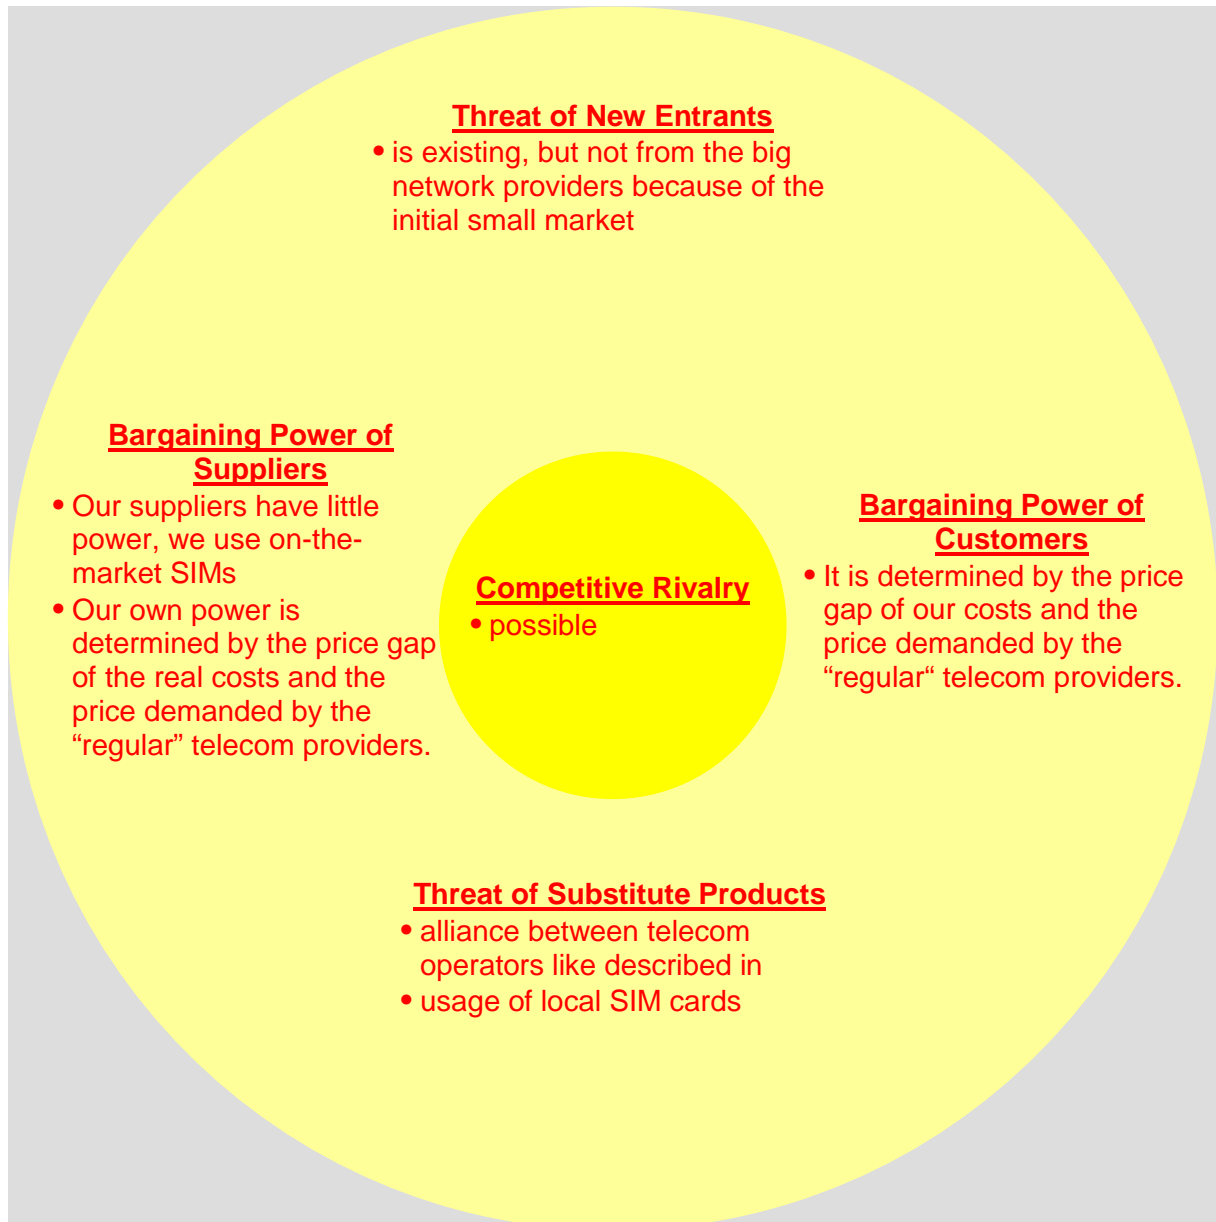 Threat of New Entrants
• is existing, but not from the big
network providers because of the
initial small market
Bargaining Power of
Suppliers
• Our suppliers have little
power, we use on-the-
market SIMs
• Our own power is
determined by the price gap
of the real costs and the
price demanded by the
“regular” telecom providers.
Competitive Rivalry
• possible
Bargaining Power of
Customers
• It is determined by the price
gap of our costs and the
price demanded by the
“regular“ telecom providers.
Threat of Substitute Products
• alliance between telecom
operators like described in
• usage of local SIM cards